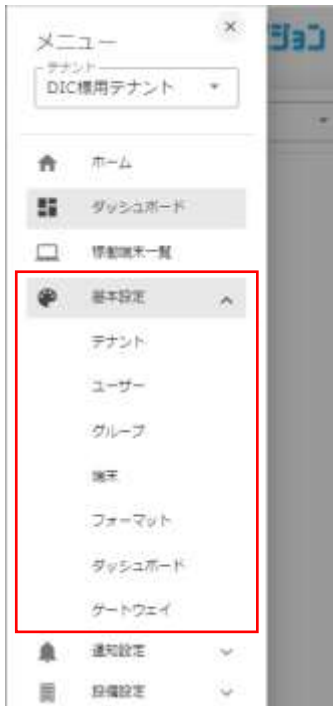 メニュー
ジョン
テナント
DIC様用テナント
ホーム
ダッシュボード
稼働端末一覧
基本設定
テナント
ユーザー
グループ
端末
フォーマット
ダッシュボード
ゲートウェイ
通知設定
設備設定